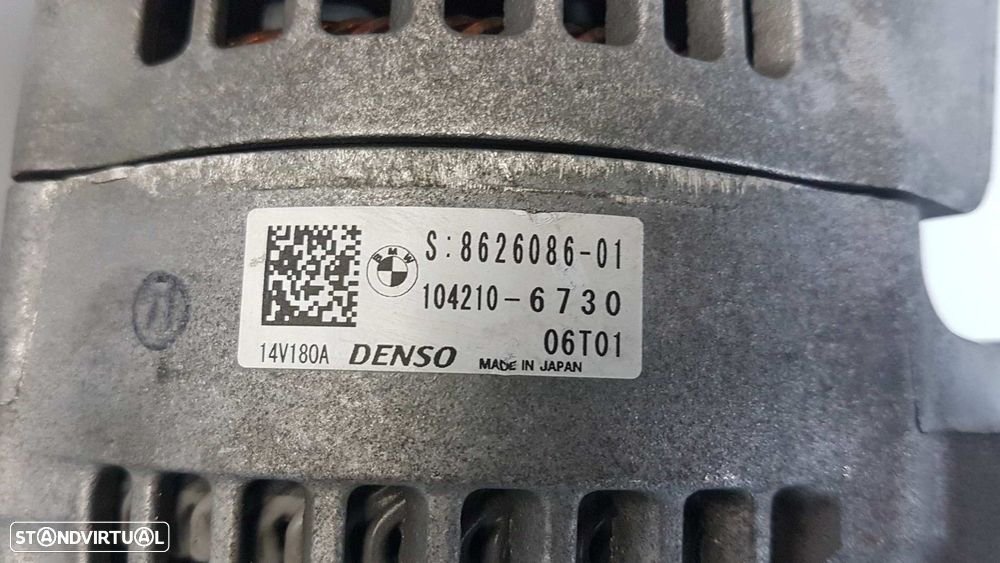 BMW
S:8626086-01
104210-6730
06T01
14V180A DENSO MADE IN JAPAN
STANDVIRTUAL